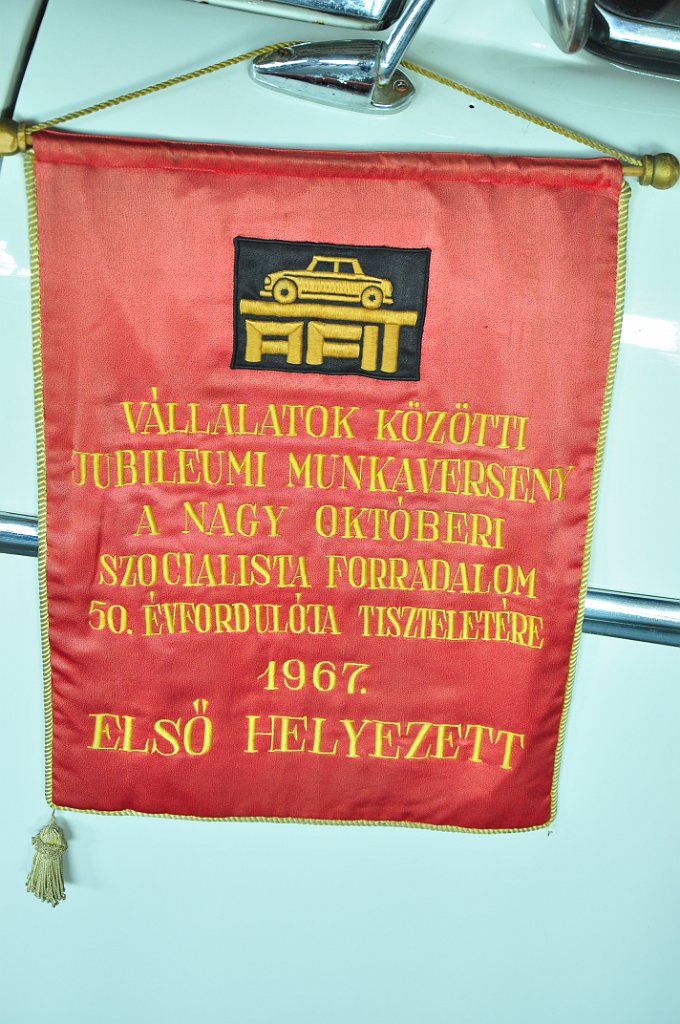 AFIT
VÁLLALATOK KÖZÖTTI
JUBILEUMI MUNKAVERSENY
A NAGY OKTÓBERI
SZOCIALISTA FORRADALOM
50. ÉVFORDULÓJA TISZTELETÉRE
1967.
ELSŐ HELYEZETT